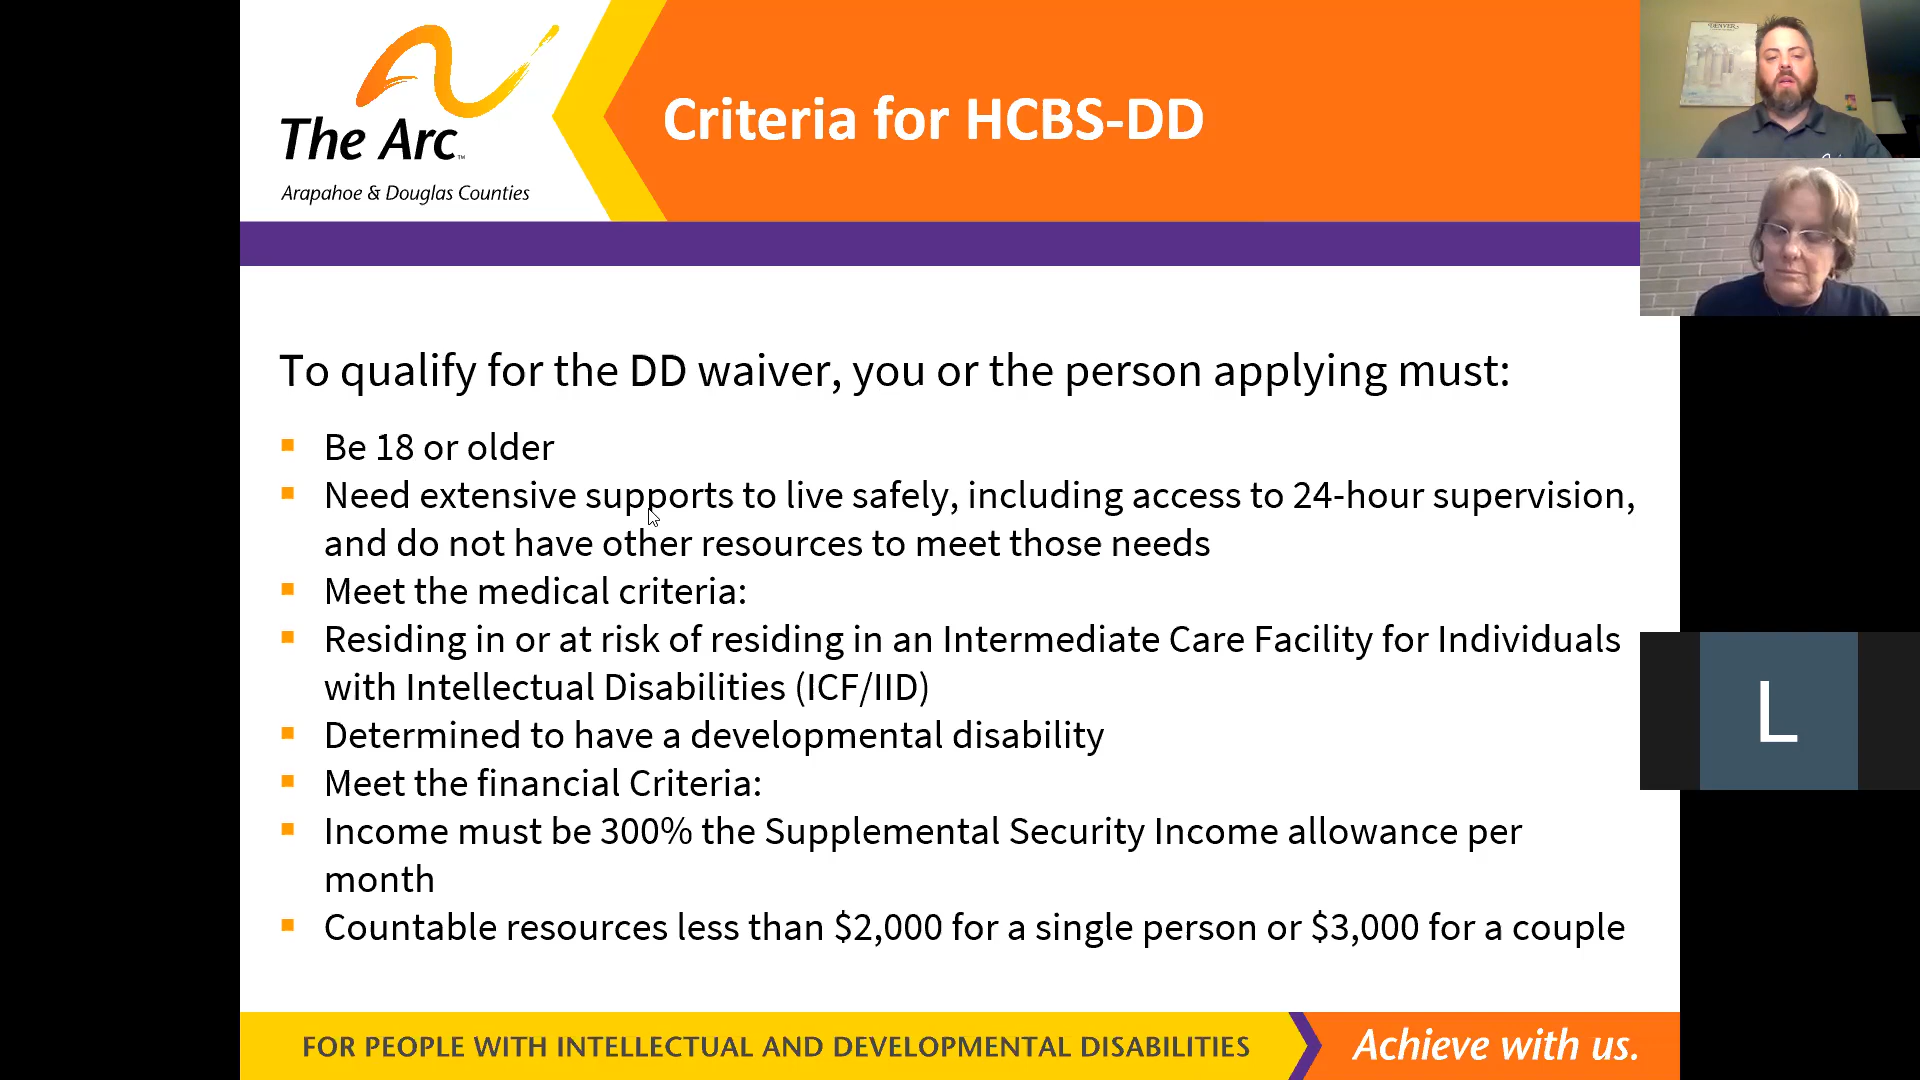 The Arc™
Arapahoe & Douglas Counties
Criteria for HCBS-DD
DENVER
To qualify for the DD waiver, you or the person applying must:
▪ Be 18 or older
▪ Need extensive supports to live safely, including access to 24-hour supervision,
and do not have other resources to meet those needs
▪ Meet the medical criteria:
▪ Residing in or at risk of residing in an Intermediate Care Facility for Individuals
with Intellectual Disabilities (ICF/IID)
▪ Determined to have a developmental disability
▪ Meet the financial Criteria:
▪ Income must be 300% the Supplemental Security Income allowance per
month
▪ Countable resources less than $2,000 for a single person or $3,000 for a couple
L
FOR PEOPLE WITH INTELLECTUAL AND DEVELOPMENTAL DISABILITIES
Achieve with us.